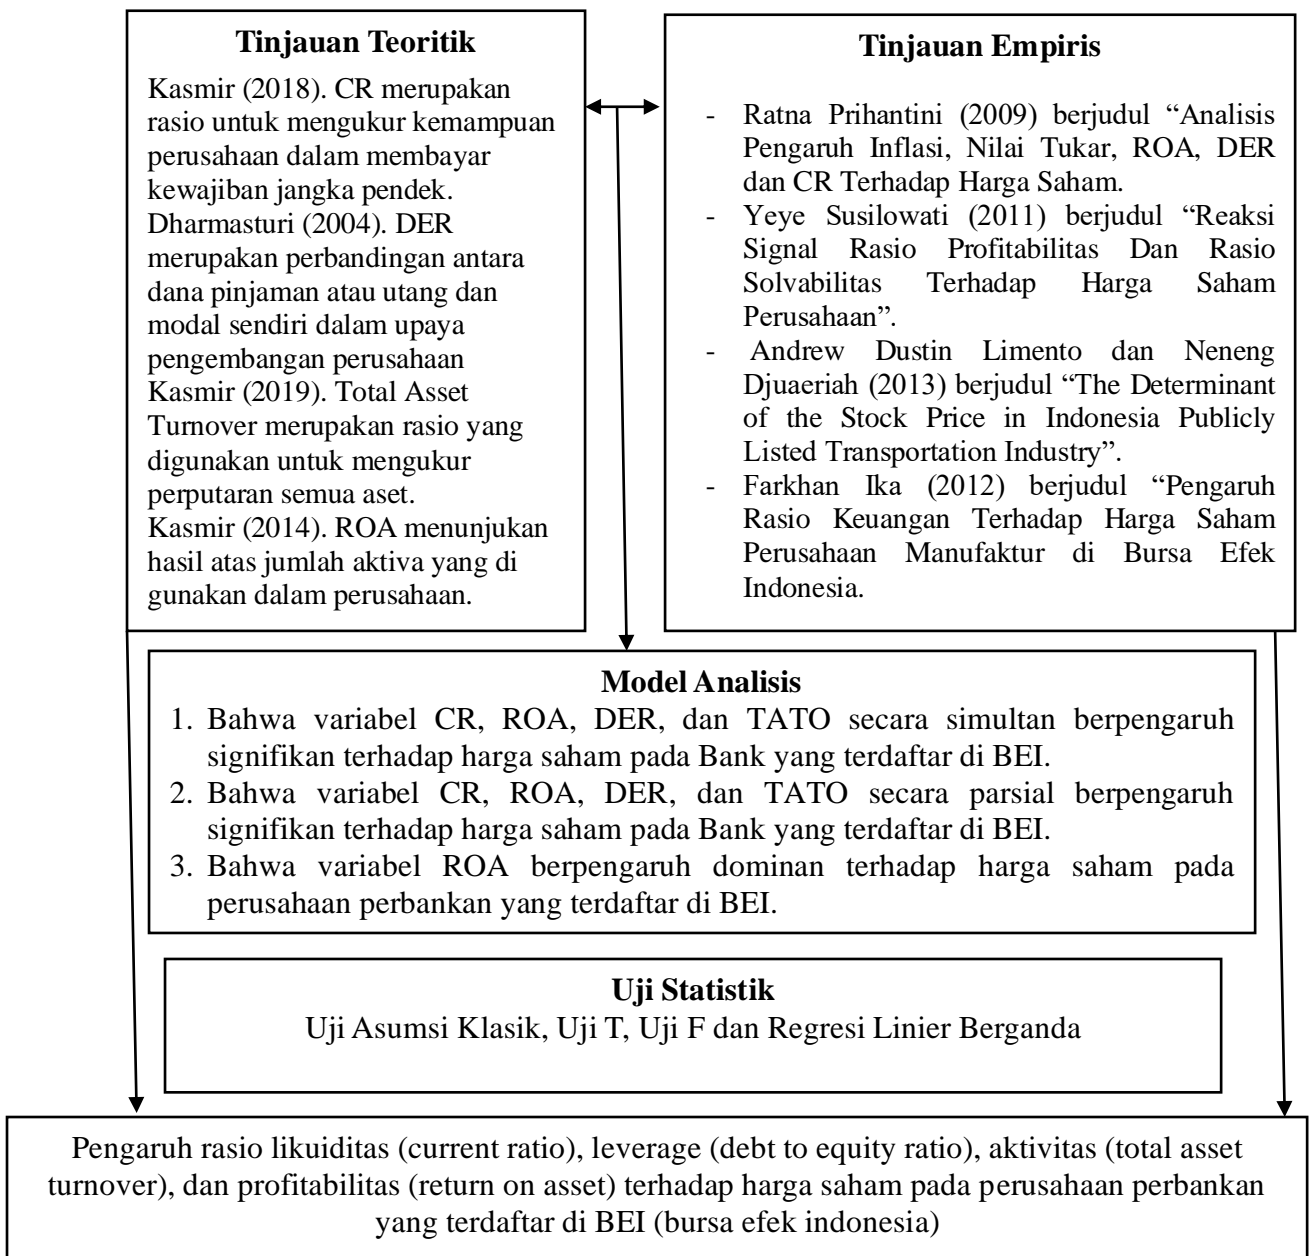 Tinjauan Teoritik
Kasmir (2018). CR merupakan
rasio untuk mengukur kemampuan
perusahaan dalam membayar
kewajiban jangka pendek.
Dharmasturi (2004). DER
merupakan perbandingan antara
dana pinjaman atau utang dan
modal sendiri dalam upaya
pengembangan perusahaan
Kasmir (2019). Total Asset
Turnover merupakan rasio yang
digunakan untuk mengukur
perputaran semua aset.
Kasmir (2014). ROA menunjukan
hasil atas jumlah aktiva yang di
gunakan dalam perusahaan.
Tinjauan Empiris
- Ratna Prihantini (2009) berjudul “Analisis
Pengaruh Inflasi, Nilai Tukar, ROA, DER
dan CR Terhadap Harga Saham.
- Yeye Susilowati (2011) berjudul “Reaksi
Signal Rasio Profitabilitas Dan Rasio
Solvabilitas Terhadap Harga Saham
Perusahaan”.
- Andrew Dustin Limento dan Neneng
Djuaeriah (2013) berjudul “The Determinant
of the Stock Price in Indonesia Publicly
Listed Transportation Industry”.
- Farkhan Ika (2012) berjudul “Pengaruh
Rasio Keuangan Terhadap Harga Saham
Perusahaan Manufaktur di Bursa Efek
Indonesia.
Model Analisis
1. Bahwa variabel CR, ROA, DER, dan TATO secara simultan berpengaruh
signifikan terhadap harga saham pada Bank yang terdaftar di BEI.
2. Bahwa variabel CR, ROA, DER, dan TATO secara parsial berpengaruh
signifikan terhadap harga saham pada Bank yang terdaftar di BEI.
3. Bahwa variabel ROA berpengaruh dominan terhadap harga saham pada
perusahaan perbankan yang terdaftar di BEI.
Uji Statistik
Uji Asumsi Klasik, Uji T, Uji F dan Regresi Linier Berganda
Pengaruh rasio likuiditas (current ratio), leverage (debt to equity ratio), aktivitas (total asset
turnover), dan profitabilitas (return on asset) terhadap harga saham pada perusahaan perbankan
yang terdaftar di BEI (bursa efek indonesia)